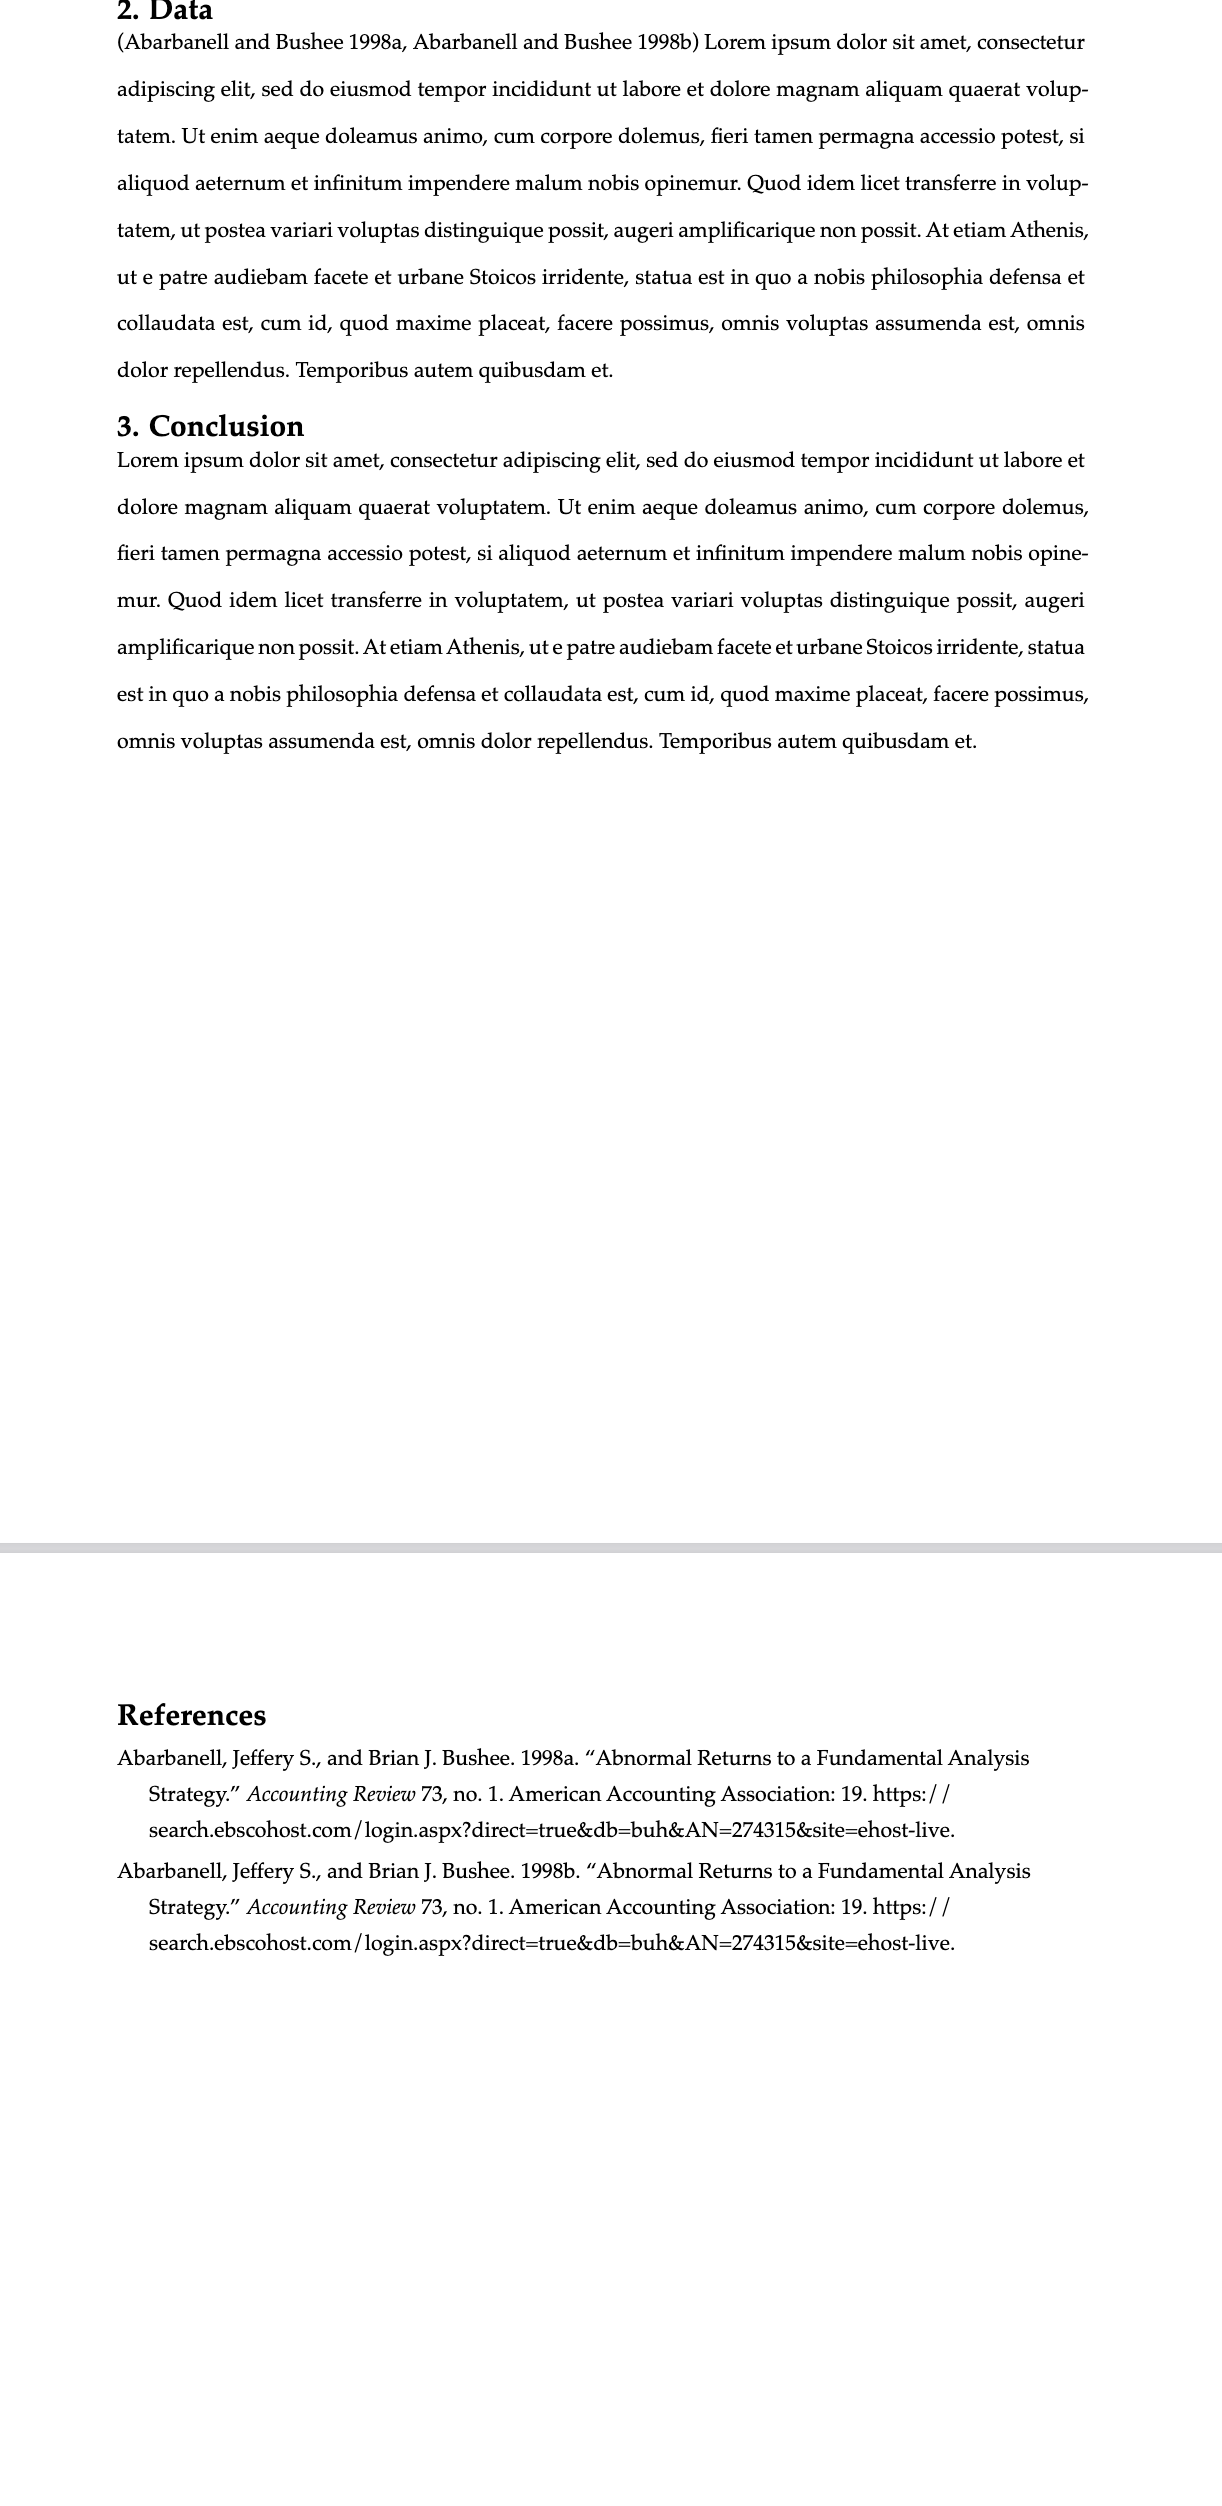 2. Data
(Abarbanell and Bushee 1998a, Abarbanell and Bushee 1998b) Lorem ipsum dolor sit amet, consectetur
adipiscing elit, sed do eiusmod tempor incididunt ut labore et dolore magnam aliquam quaerat volup-
tatem. Ut enim aeque doleamus animo, cum corpore dolemus, fieri tamen permagna accessio potest, si
aliquod aeternum et infinitum impendere malum nobis opinemur. Quod idem licet transferre in volup-
tatem, ut postea variari voluptas distinguique possit, augeri amplificarique non possit. At etiam Athenis,
ut e patre audiebam facete et urbane Stoicos irridente, statua est in quo a nobis philosophia defensa et
collaudata est, cum id, quod maxime placeat, facere possimus, omnis voluptas assumenda est, omnis
dolor repellendus. Temporibus autem quibusdam et.
3. Conclusion
Lorem ipsum dolor sit amet, consectetur adipiscing elit, sed do eiusmod tempor incididunt ut labore et
dolore magnam aliquam quaerat voluptatem. Ut enim aeque doleamus animo, cum corpore dolemus,
fieri tamen permagna accessio potest, si aliquod aeternum et infinitum impendere malum nobis opine-
mur. Quod idem licet transferre in voluptatem, ut postea variari voluptas distinguique possit, augeri
amplificarique non possit. At etiam Athenis, ut e patre audiebam facete et urbane Stoicos irridente, statua
est in quo a nobis philosophia defensa et collaudata est, cum id, quod maxime placeat, facere possimus,
omnis voluptas assumenda est, omnis dolor repellendus. Temporibus autem quibusdam et.
References
Abarbanell, Jeffery S., and Brian J. Bushee. 1998a. “Abnormal Returns to a Fundamental Analysis
Strategy.” Accounting Review 73, no. 1. American Accounting Association: 19. https://
search.ebscohost.com/login.aspx?direct=true&db=buh&AN=274315&site=ehost-live.
Abarbanell, Jeffery S., and Brian J. Bushee. 1998b. “Abnormal Returns to a Fundamental Analysis
Strategy.” Accounting Review 73, no. 1. American Accounting Association: 19. https://
search.ebscohost.com/login.aspx?direct=true&db=buh&AN=274315&site=ehost-live.